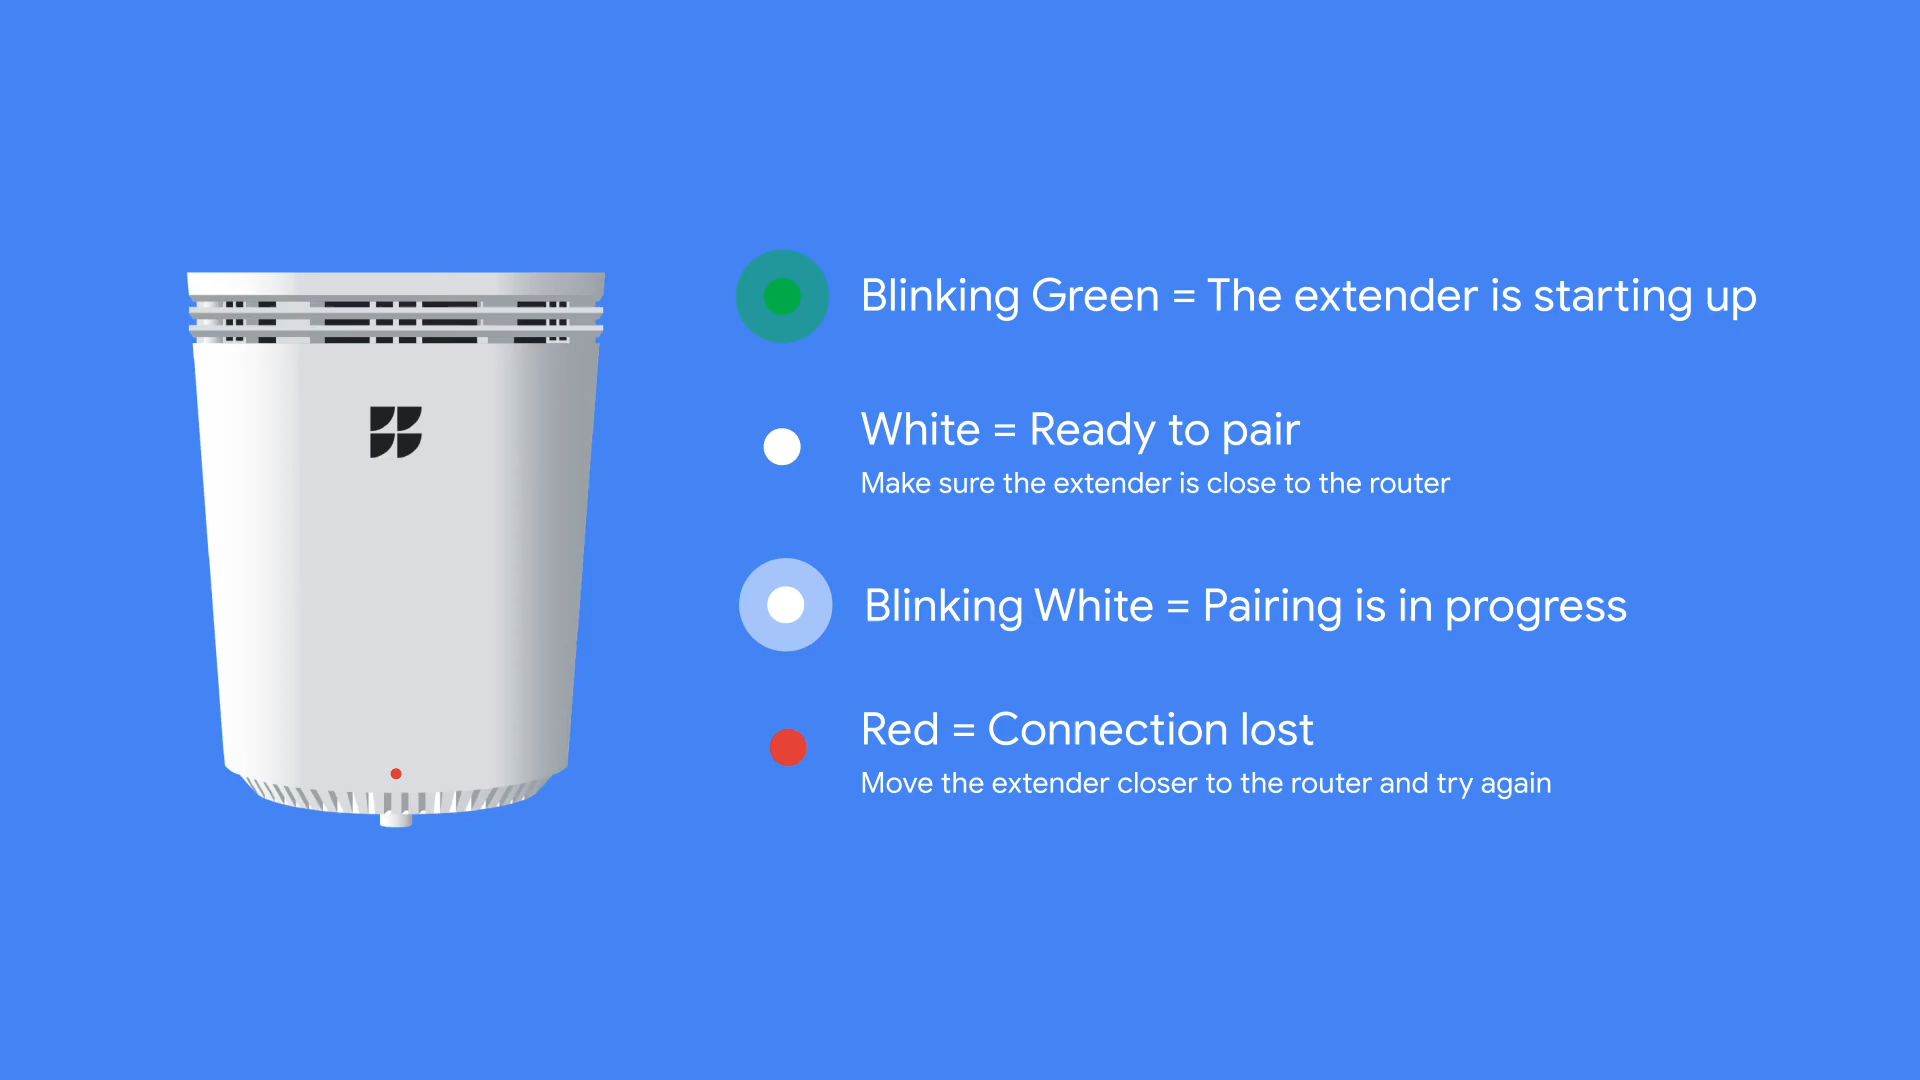 Blinking Green = The extender is starting up
White = Ready to pair
Make sure the extender is close to the router
Blinking White = Pairing is in progress
Red = Connection lost
Move the extender closer to the router and try again